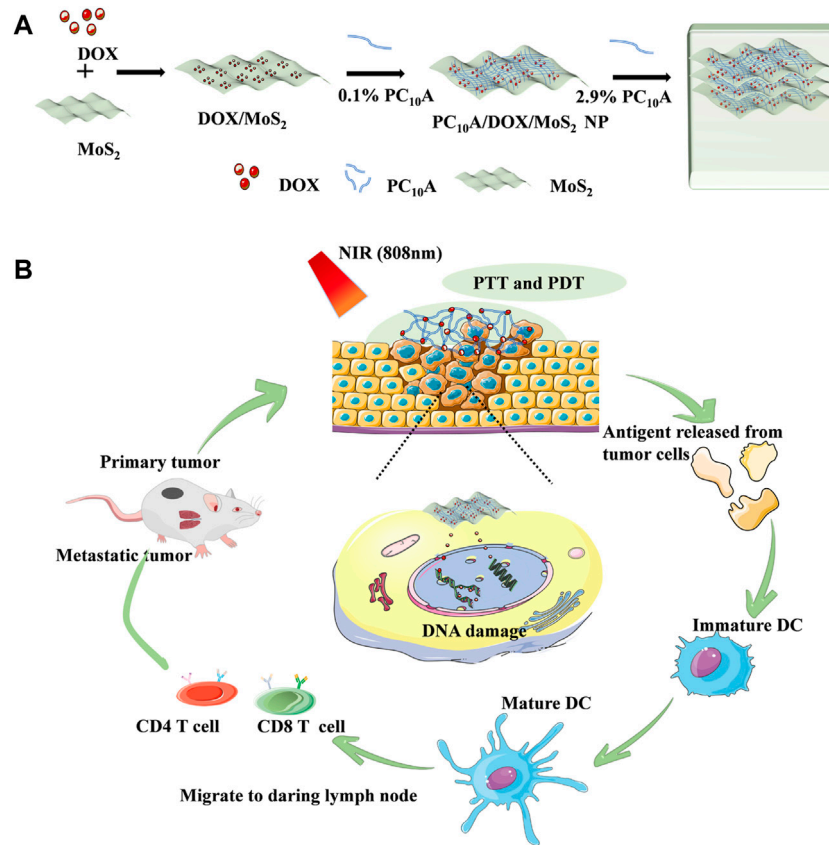 A
DOX
+
MoS₂
DOX/MoS₂
0.1% PC₁₀A
PC₁₀A/DOX/MoS₂ NP
2.9% PC₁₀A
DOX
PC₁₀A
MoS₂
B
NIR (808nm)
PTT and PDT
Antigent released from
tumor cells
Primary tumor
Metastatic tumor
DNA damage
Immature DC
Mature DC
CD4 T cell
CD8 T cell
Migrate to daring lymph node